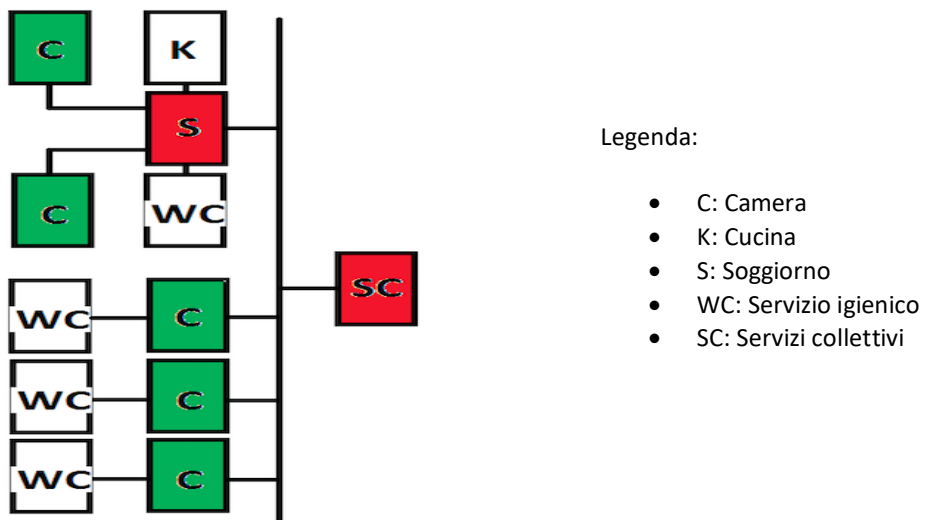 C K
S
C WC
SC
WC C
WC C
WC C
Legenda:
• C: Camera
• K: Cucina
• S: Soggiorno
• WC: Servizio igienico
• SC: Servizi collettivi